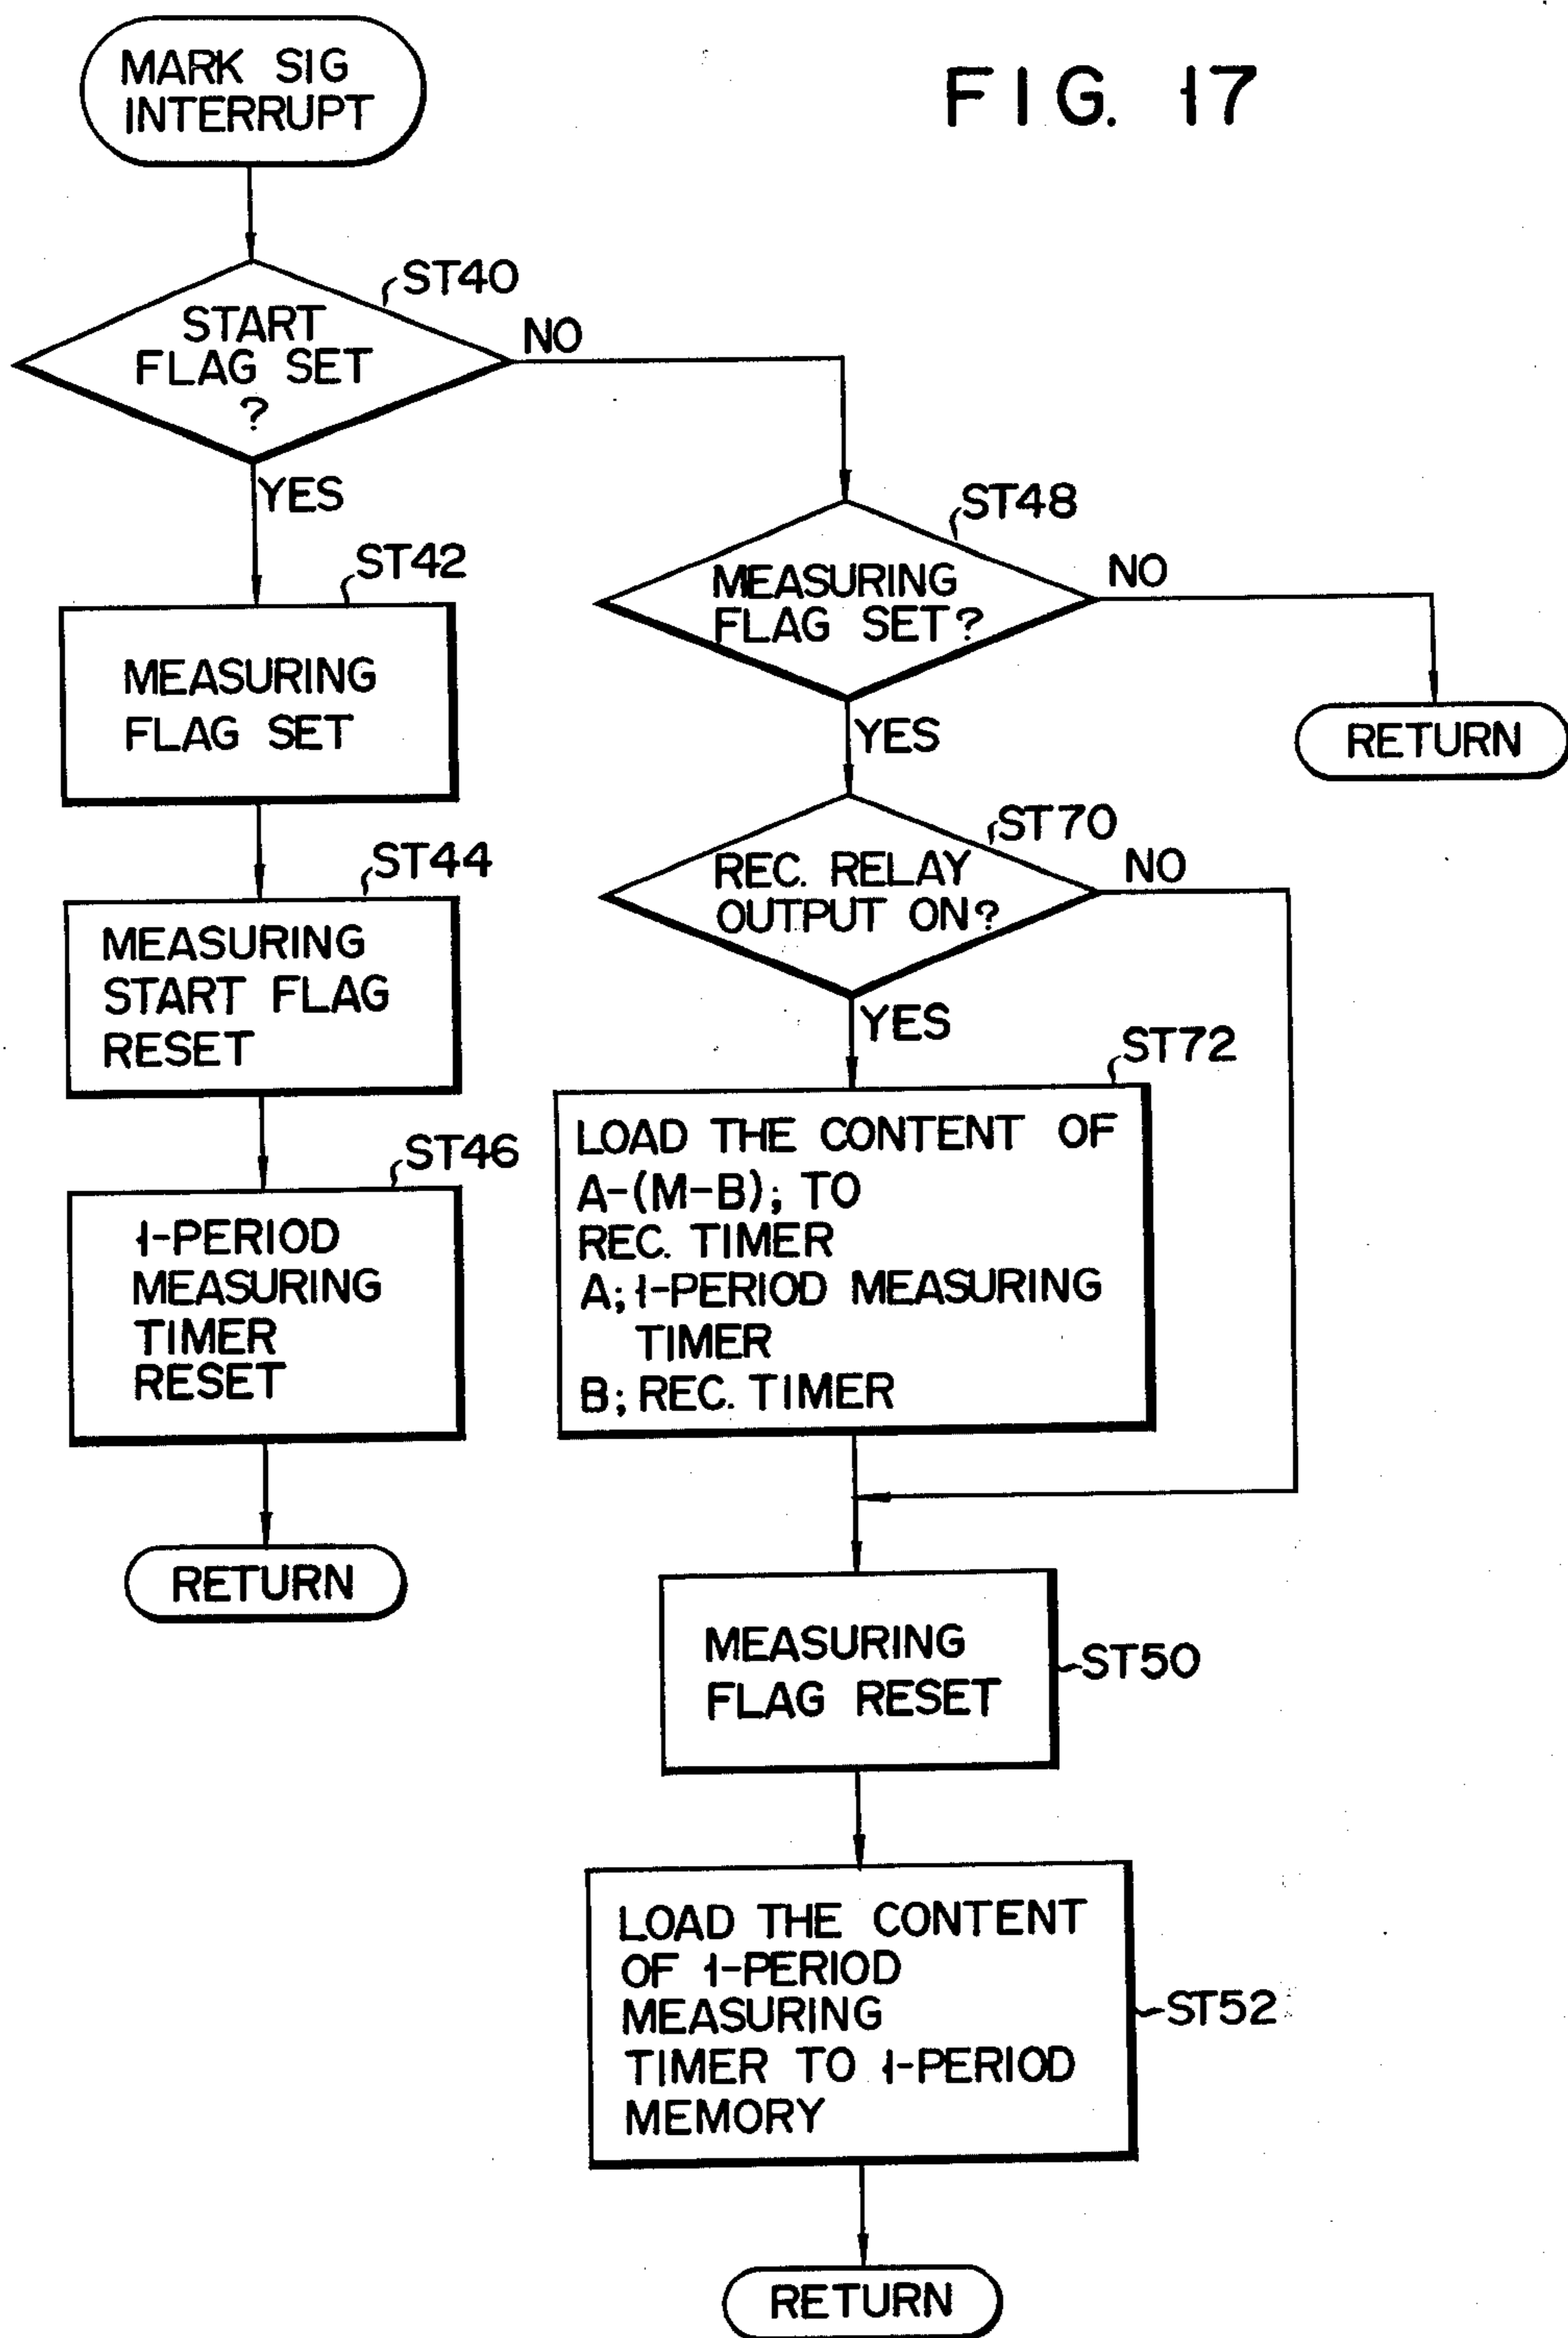 MARK SIG
INTERRUPT
FIG. 17
ST40
START
FLAG SET
?
NO
YES
ST42
MEASURING
FLAG SET
ST44
MEASURING
START FLAG
RESET
ST46
1-PERIOD
MEASURING
TIMER
RESET
RETURN
ST48
MEASURING
FLAG SET?
NO
RETURN
YES
ST70
REC. RELAY
OUTPUT ON?
NO
YES
ST72
LOAD THE CONTENT OF
A-(M-B); TO
REC. TIMER
A; 1-PERIOD MEASURING
TIMER
B; REC. TIMER
MEASURING
FLAG RESET
ST50
LOAD THE CONTENT
OF 1-PERIOD
MEASURING
TIMER TO 1-PERIOD
MEMORY
ST52
RETURN